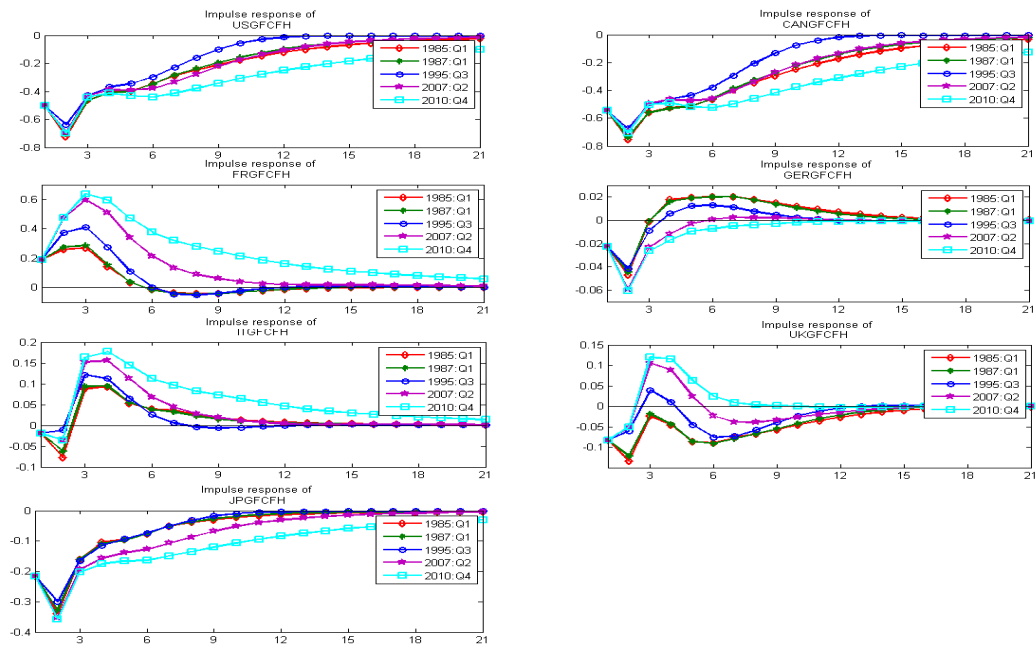 Impulse response of
USGFCFH
0
-0.2
-0.4
-0.6
-0.8
3 6 9 12 15 18 21
1985:Q1
1987:Q1
1995:Q3
2007:Q2
2010:Q4
Impulse response of
CANGFCFH
0
-0.2
-0.4
-0.6
-0.8
3 6 9 12 15 18 21
1985:Q1
1987:Q1
1995:Q3
2007:Q2
2010:Q4
Impulse response of
FRGFCFH
0.6
0.4
0.2
0
3 6 9 12 15 18 21
1985:Q1
1987:Q1
1995:Q3
2007:Q2
2010:Q4
Impulse response of
GERGFCFH
0.02
0
-0.02
-0.04
-0.06
3 6 9 12 15 18 21
1985:Q1
1987:Q1
1995:Q3
2007:Q2
2010:Q4
Impulse response of
ITGFCFH
0.2
0.15
0.1
0.05
0
-0.05
-0.1
3 6 9 12 15 18 21
1985:Q1
1987:Q1
1995:Q3
2007:Q2
2010:Q4
Impulse response of
UKGFCFH
0.15
0.1
0.05
0
-0.05
-0.1
3 6 9 12 15 18 21
1985:Q1
1987:Q1
1995:Q3
2007:Q2
2010:Q4
Impulse response of
JPGFCFH
0
-0.1
-0.2
-0.3
-0.4
3 6 9 12 15 18 21
1985:Q1
1987:Q1
1995:Q3
2007:Q2
2010:Q4